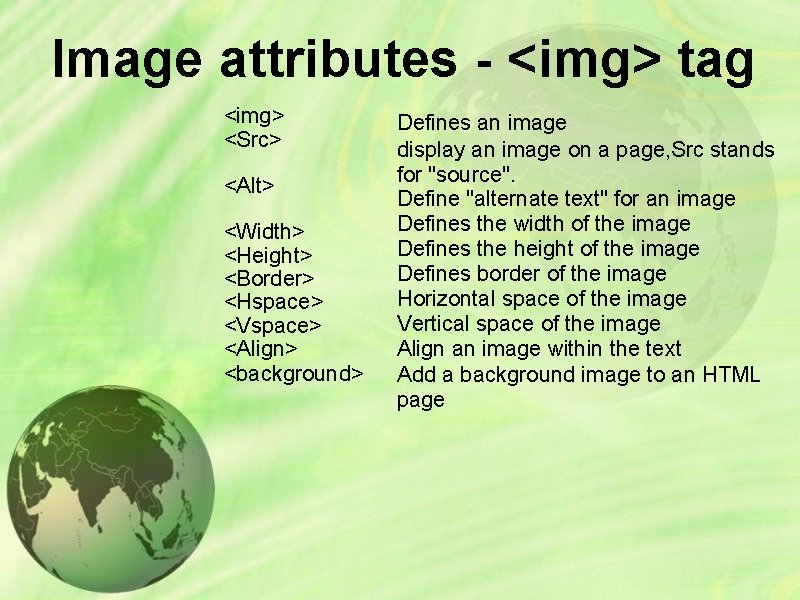 Image attributes - <img> tag
<img>
<Src>
<Alt>
<Width>
<Height>
<Border>
<Hspace>
<Vspace>
<Align>
<background>
Defines an image
display an image on a page,Src stands
for "source".
Define "alternate text" for an image
Defines the width of the image
Defines the height of the image
Defines border of the image
Horizontal space of the image
Vertical space of the image
Align an image within the text
Add a background image to an HTML
page